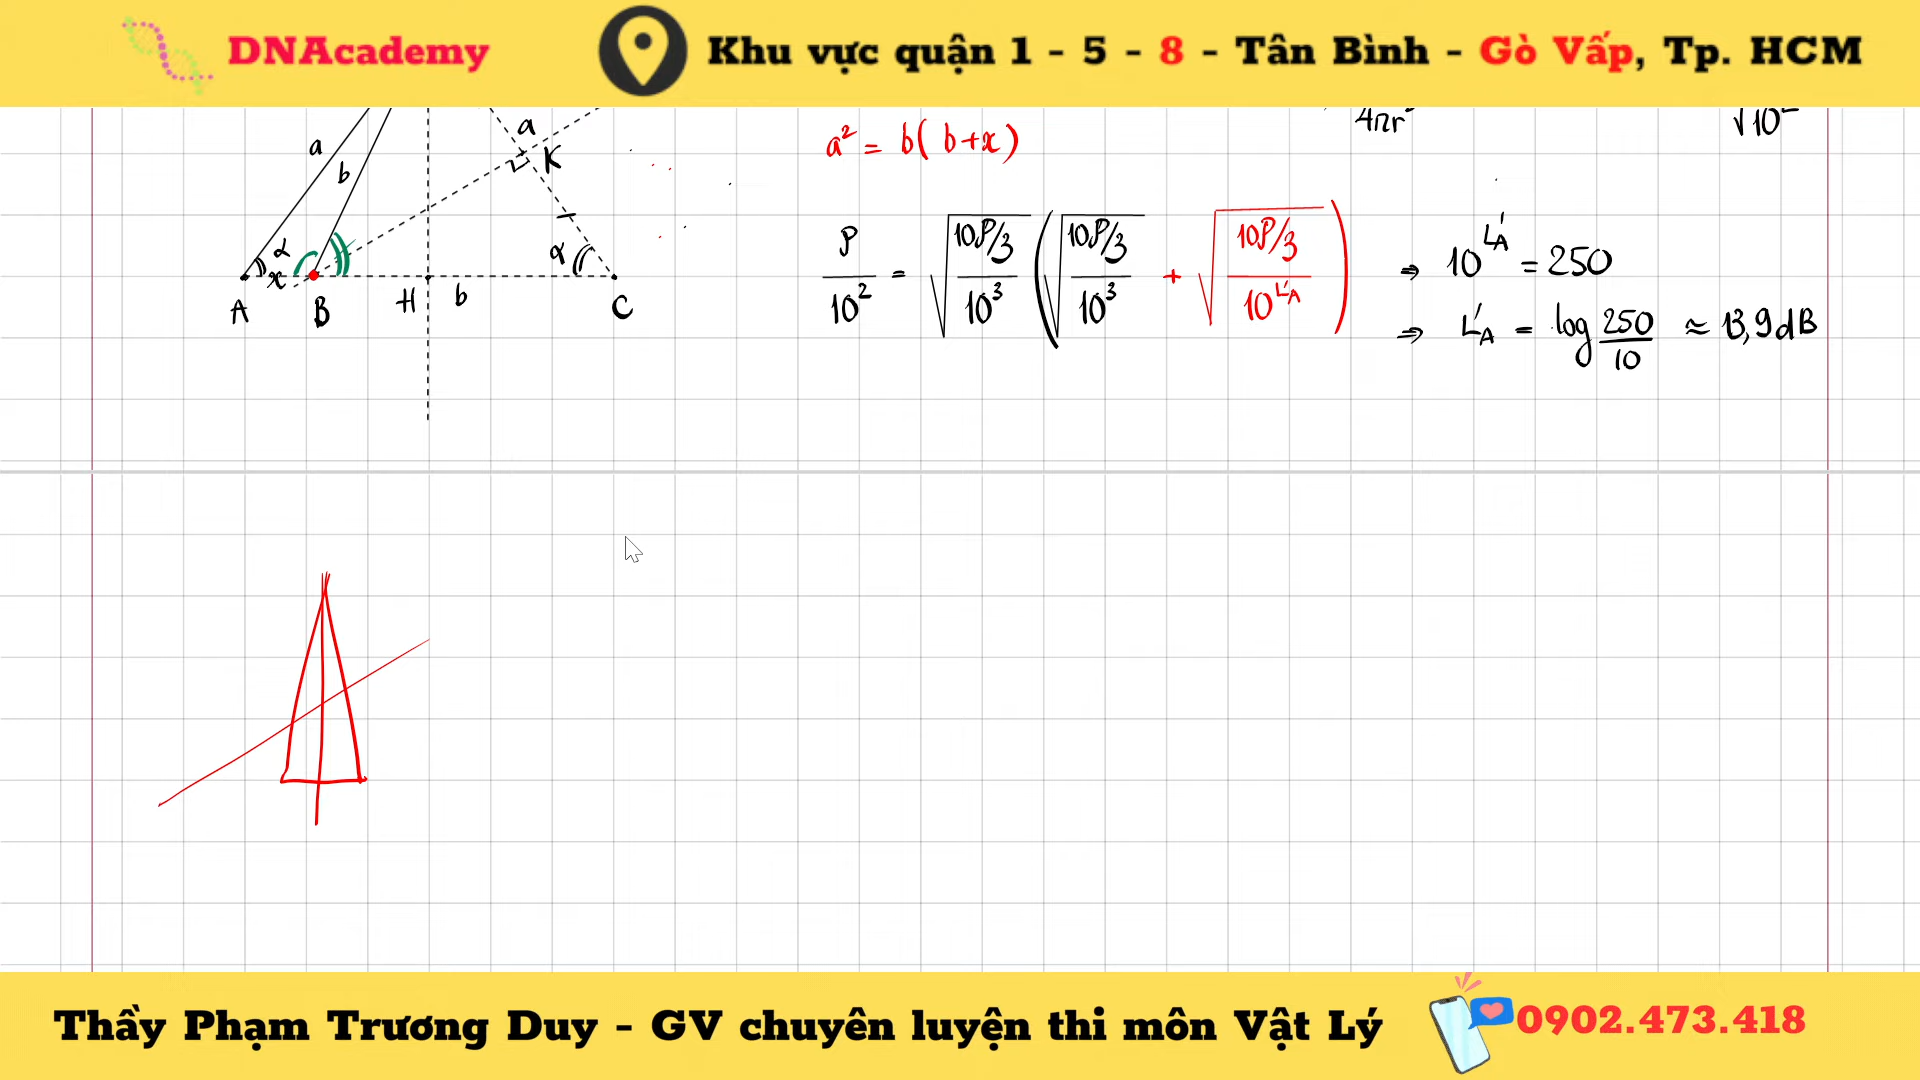 DNAcademy
Khu vực quận 1 - 5 - 8 - Tân Bình - Gò Vấp, Tp. HCM
a
b
α
x
A
B
H
b
C
a
K
α
a² = b( b+x )
4πr²
√10
P/10² = √((10P/3)/10³) ( √((10P/3)/10³) + √((10P/3)/10^L'A) )
⇒ 10^L'A = 250
⇒ L'A = log 250/10 ≈ 13,9dB
Thầy Phạm Trương Duy - GV chuyên luyện thi môn Vật Lý
0902.473.418